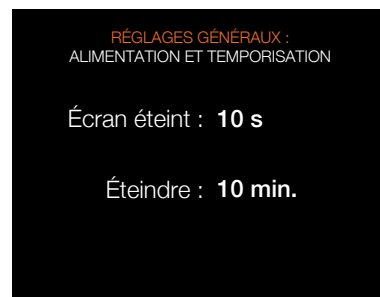 RÉGLAGES GÉNÉRAUX :
ALIMENTATION ET TEMPORISATION
Écran éteint : 10 s
Éteindre : 10 min.